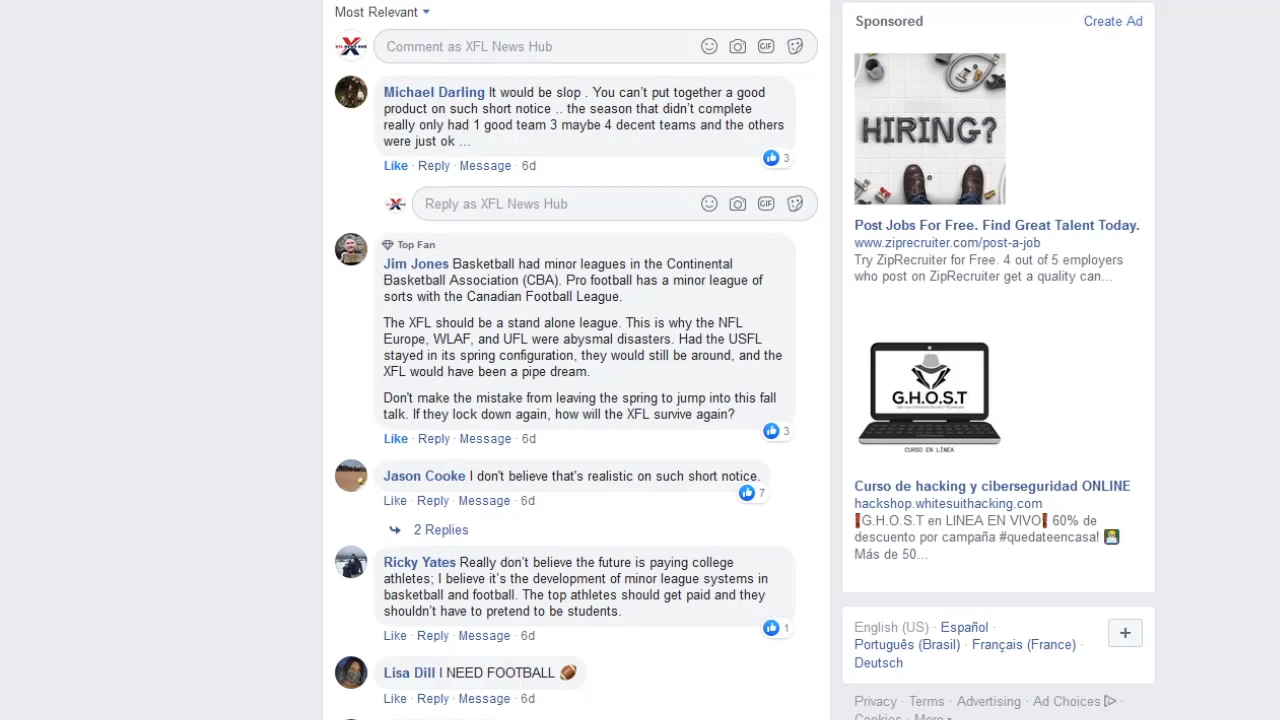 Most Relevant
Comment as XFL News Hub
GIF
Michael Darling It would be slop . You can't put together a good
product on such short notice .. the season that didn't complete
really only had 1 good team 3 maybe 4 decent teams and the others
were just ok ...
3
Like · Reply · Message · 6d
Reply as XFL News Hub
GIF
Top Fan
Jim Jones Basketball had minor leagues in the Continental
Basketball Association (CBA). Pro football has a minor league of
sorts with the Canadian Football League.
The XFL should be a stand alone league. This is why the NFL
Europe, WLAF, and UFL were abysmal disasters. Had the USFL
stayed in its spring configuration, they would still be around, and the
XFL would have been a pipe dream.
Don't make the mistake from leaving the spring to jump into this fall
talk. If they lock down again, how will the XFL survive again?
3
Like · Reply · Message · 6d
Jason Cooke I don't believe that's realistic on such short notice.
7
Like · Reply · Message · 6d
2 Replies
Ricky Yates Really don't believe the future is paying college
athletes; I believe it's the development of minor league systems in
basketball and football. The top athletes should get paid and they
shouldn't have to pretend to be students.
1
Like · Reply · Message · 6d
Lisa Dill I NEED FOOTBALL 🏈
Like · Reply · Message · 6d
Sponsored
Create Ad
HIRING?
Post Jobs For Free. Find Great Talent Today.
www.ziprecruiter.com/post-a-job
Try ZipRecruiter for Free. 4 out of 5 employers
who post on ZipRecruiter get a quality can...
G.H.O.S.T
CURSO EN LÍNEA
Curso de hacking y ciberseguridad ONLINE
hackshop.whitesuithacking.com
❗G.H.O.S.T en LINEA EN VIVO❗ 60% de
descuento por campaña #quedateencasa! 👨‍💻
Más de 50...
English (US) · Español ·
Português (Brasil) · Français (France) ·
Deutsch
+
Privacy · Terms · Advertising · Ad Choices ·
Cookies · More